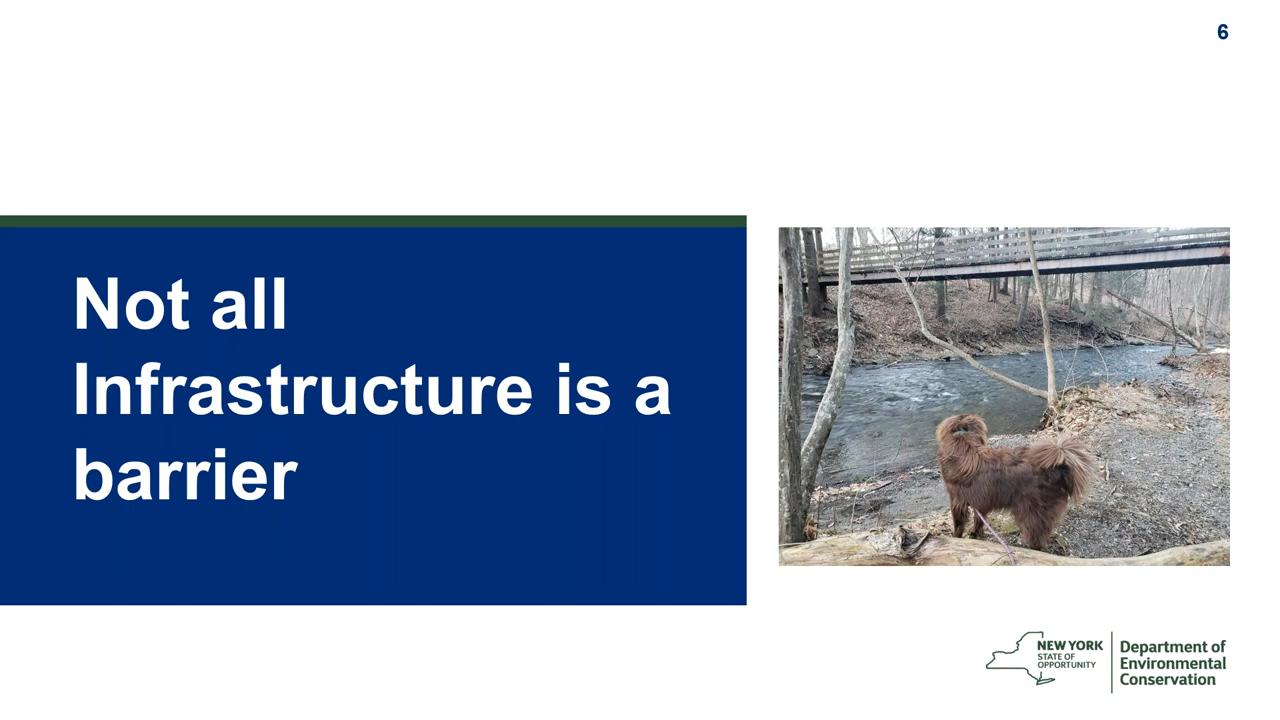 6
Not all
Infrastructure is a
barrier
NEW YORK
STATE OF
OPPORTUNITY
Department of
Environmental
Conservation